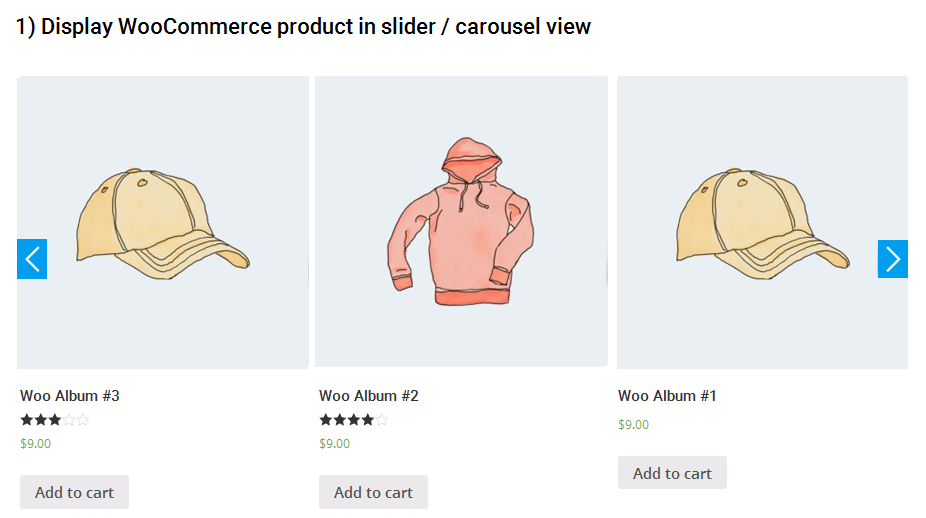 1) Display WooCommerce product in slider / carousel view
Woo Album #3
$9.00
Add to cart
Woo Album #2
$9.00
Add to cart
Woo Album #1
$9.00
Add to cart